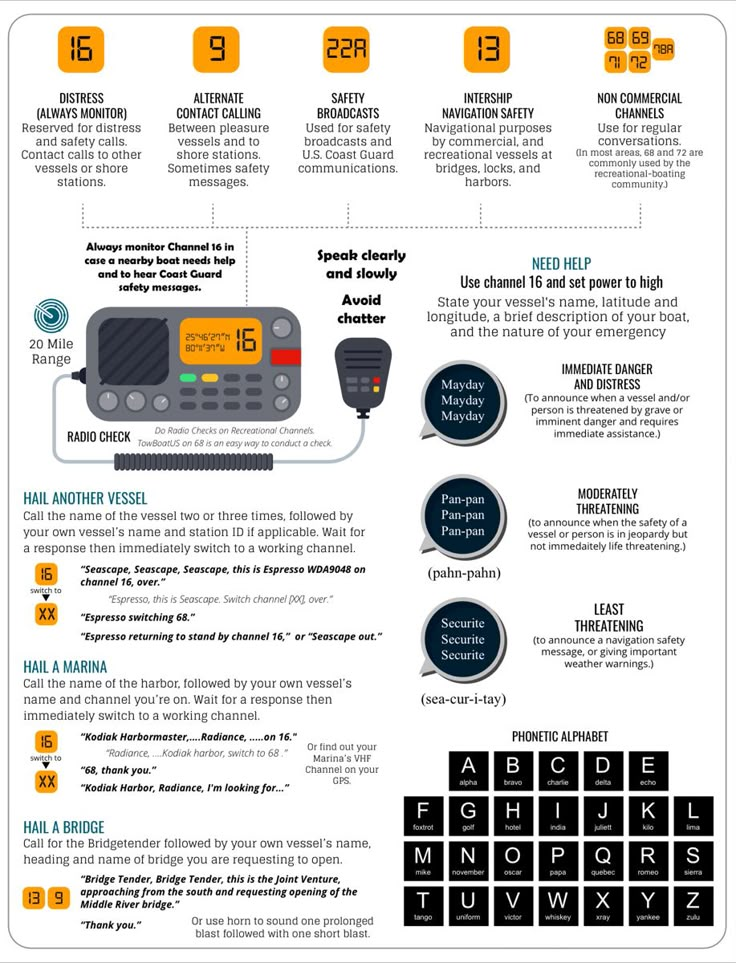 16
DISTRESS
(ALWAYS MONITOR)
Reserved for distress
and safety calls.
Contact calls to other
vessels or shore
stations.
9
ALTERNATE
CONTACT CALLING
Between pleasure
vessels and to
shore stations.
Sometimes safety
messages.
22A
SAFETY
BROADCASTS
Used for safety
broadcasts and
U.S. Coast Guard
communications.
13
INTERSHIP
NAVIGATION SAFETY
Navigational purposes
by commercial, and
recreational vessels at
bridges, locks, and
harbors.
68 69
78A
71 72
NON COMMERCIAL
CHANNELS
Use for regular
conversations.
(In most areas, 68 and 72 are
commonly used by the
recreational-boating
community.)
Always monitor Channel 16 in
case a nearby boat needs help
and to hear Coast Guard
safety messages.
Speak clearly
and slowly
Avoid
chatter
20 Mile
Range
25°46'27"N
80°11'37"W
16
RADIO CHECK
Do Radio Checks on Recreational Channels.
TowBoatUS on 68 is an easy way to conduct a check.
NEED HELP
Use channel 16 and set power to high
State your vessel's name, latitude and
longitude, a brief description of your boat,
and the nature of your emergency
Mayday
Mayday
Mayday
IMMEDIATE DANGER
AND DISTRESS
(To announce when a vessel and/or
person is threatened by grave or
imminent danger and requires
immediate assistance.)
Pan-pan
Pan-pan
Pan-pan
(pahn-pahn)
MODERATELY
THREATENING
(to announce when the safety of a
vessel or person is in jeopardy but
not immedaitely life threatening.)
Securite
Securite
Securite
(sea-cur-i-tay)
LEAST
THREATENING
(to announce a navigation safety
message, or giving important
weather warnings.)
HAIL ANOTHER VESSEL
Call the name of the vessel two or three times, followed by
your own vessel's name and station ID if applicable. Wait for
a response then immediately switch to a working channel.
16
switch to
XX
"Seascape, Seascape, Seascape, this is Espresso WDA9048 on
channel 16, over."
"Espresso, this is Seascape. Switch channel [XX], over."
"Espresso switching 68."
"Espresso returning to stand by channel 16," or "Seascape out."
HAIL A MARINA
Call the name of the harbor, followed by your own vessel's
name and channel you're on. Wait for a response then
immediately switch to a working channel.
16
switch to
XX
"Kodiak Harbormaster,....Radiance, .....on 16."
"Radiance, ....Kodiak harbor, switch to 68 ."
"68, thank you."
"Kodiak Harbor, Radiance, I'm looking for..."
Or find out your
Marina's VHF
Channel on your
GPS.
HAIL A BRIDGE
Call for the Bridgetender followed by your own vessel's name,
heading and name of bridge you are requesting to open.
13 9
"Bridge Tender, Bridge Tender, this is the Joint Venture,
approaching from the south and requesting opening of the
Middle River bridge."
"Thank you."
Or use horn to sound one prolonged
blast followed with one short blast.
PHONETIC ALPHABET
A B C D E
alpha bravo charlie delta echo
F G H I J K L
foxtrot golf hotel india juliett kilo lima
M N O P Q R S
mike november oscar papa quebec romeo sierra
T U V W X Y Z
tango uniform victor whiskey xray yankee zulu